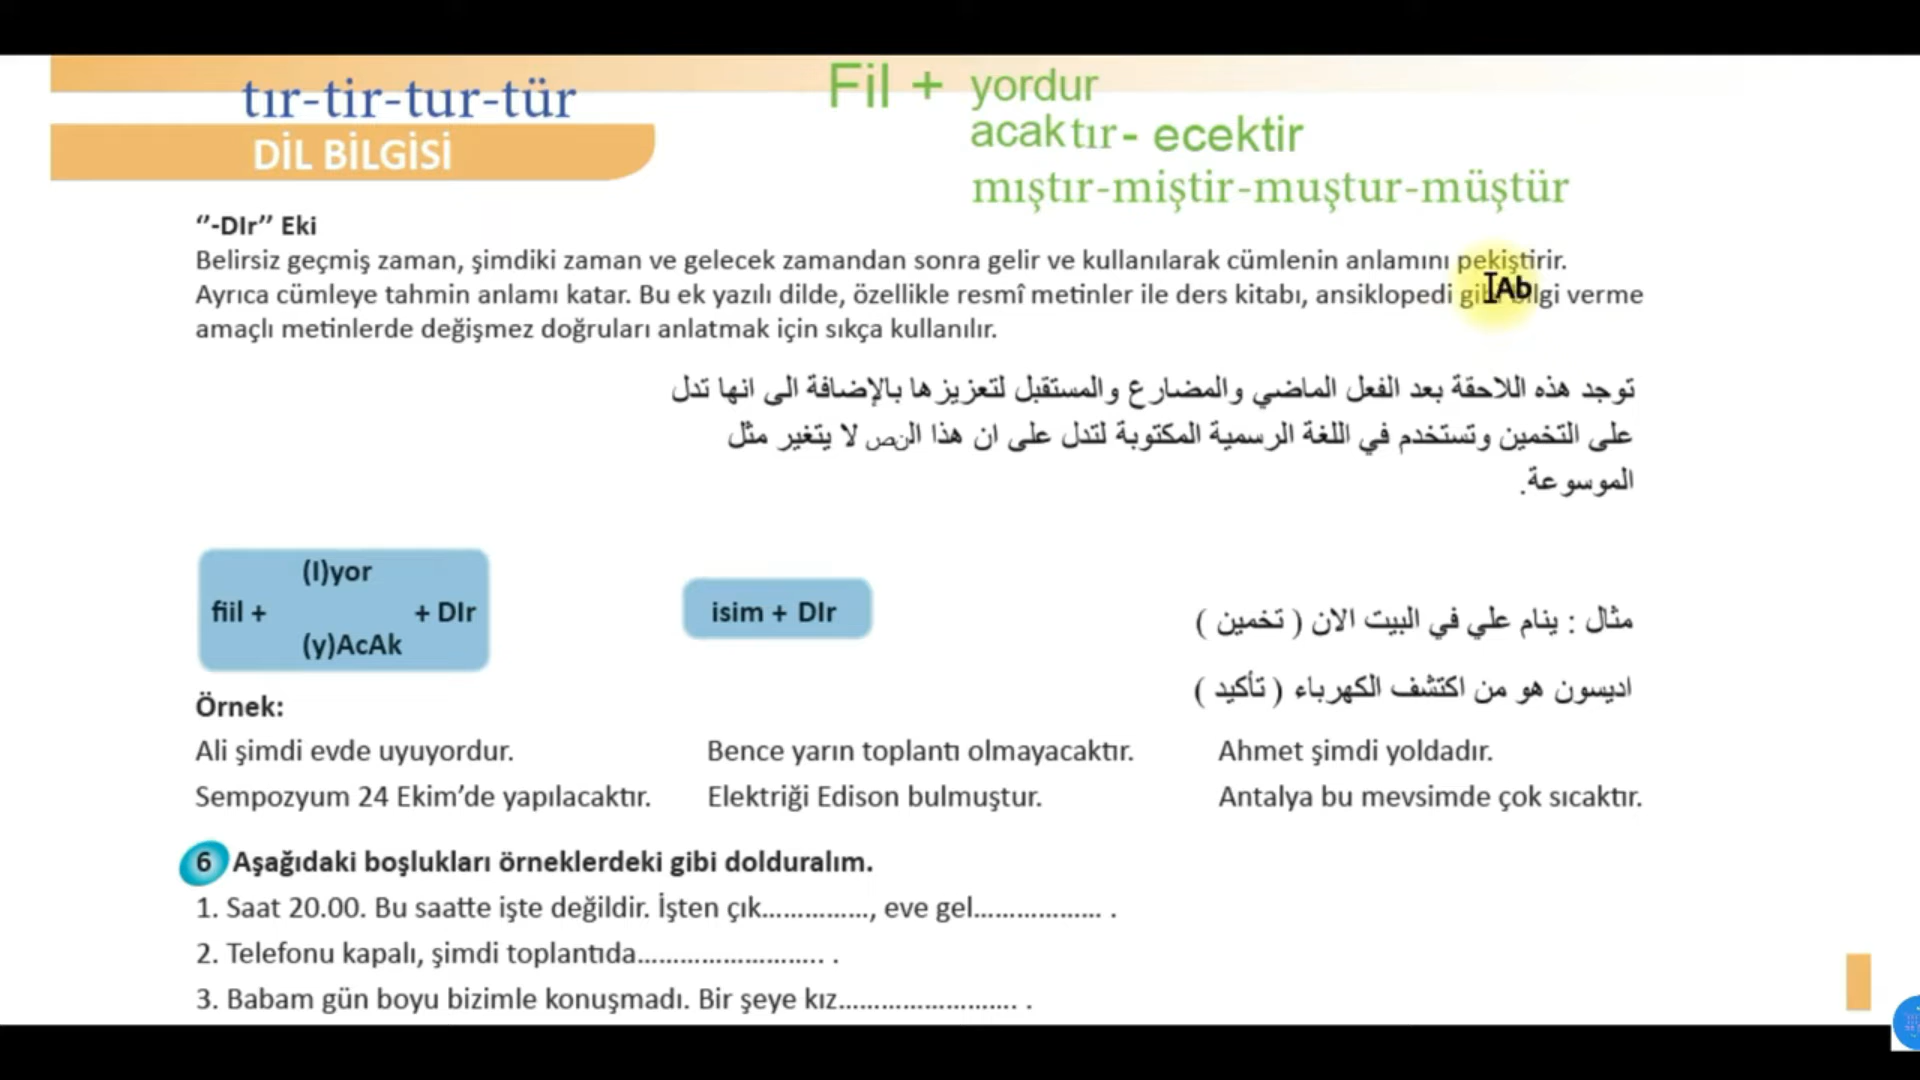 tır-tir-tur-tür
Fil + yordur
acaktır- ecektir
mıştır-miştir-muştur-müştür
DİL BİLGİSİ
“-DIr” Eki
Belirsiz geçmiş zaman, şimdiki zaman ve gelecek zamandan sonra gelir ve kullanılarak cümlenin anlamını pekiştirir.
Ayrıca cümleye tahmin anlamı katar. Bu ek yazılı dilde, özellikle resmî metinler ile ders kitabı, ansiklopedi gibi bilgi verme
amaçlı metinlerde değişmez doğruları anlatmak için sıkça kullanılır.
Ab
توجد هذه اللاحقة بعد الفعل الماضي والمضارع والمستقبل لتعزيزها بالإضافة الى انها تدل
على التخمين وتستخدم في اللغة الرسمية المكتوبة لتدل على ان هذا النص لا يتغير مثل
الموسوعة.
(I)yor
fiil + + DIr
(y)AcAk
isim + DIr
مثال : ينام علي في البيت الان ( تخمين )
اديسون هو من اكتشف الكهرباء ( تأكيد )
Örnek:
Ali şimdi evde uyuyordur. Bence yarın toplantı olmayacaktır. Ahmet şimdi yoldadır.
Sempozyum 24 Ekim’de yapılacaktır. Elektriği Edison bulmuştur. Antalya bu mevsimde çok sıcaktır.
6 Aşağıdaki boşlukları örneklerdeki gibi dolduralım.
1. Saat 20.00. Bu saatte işte değildir. İşten çık..............., eve gel.................. .
2. Telefonu kapalı, şimdi toplantıda.......................... .
3. Babam gün boyu bizimle konuşmadı. Bir şeye kız......................... .